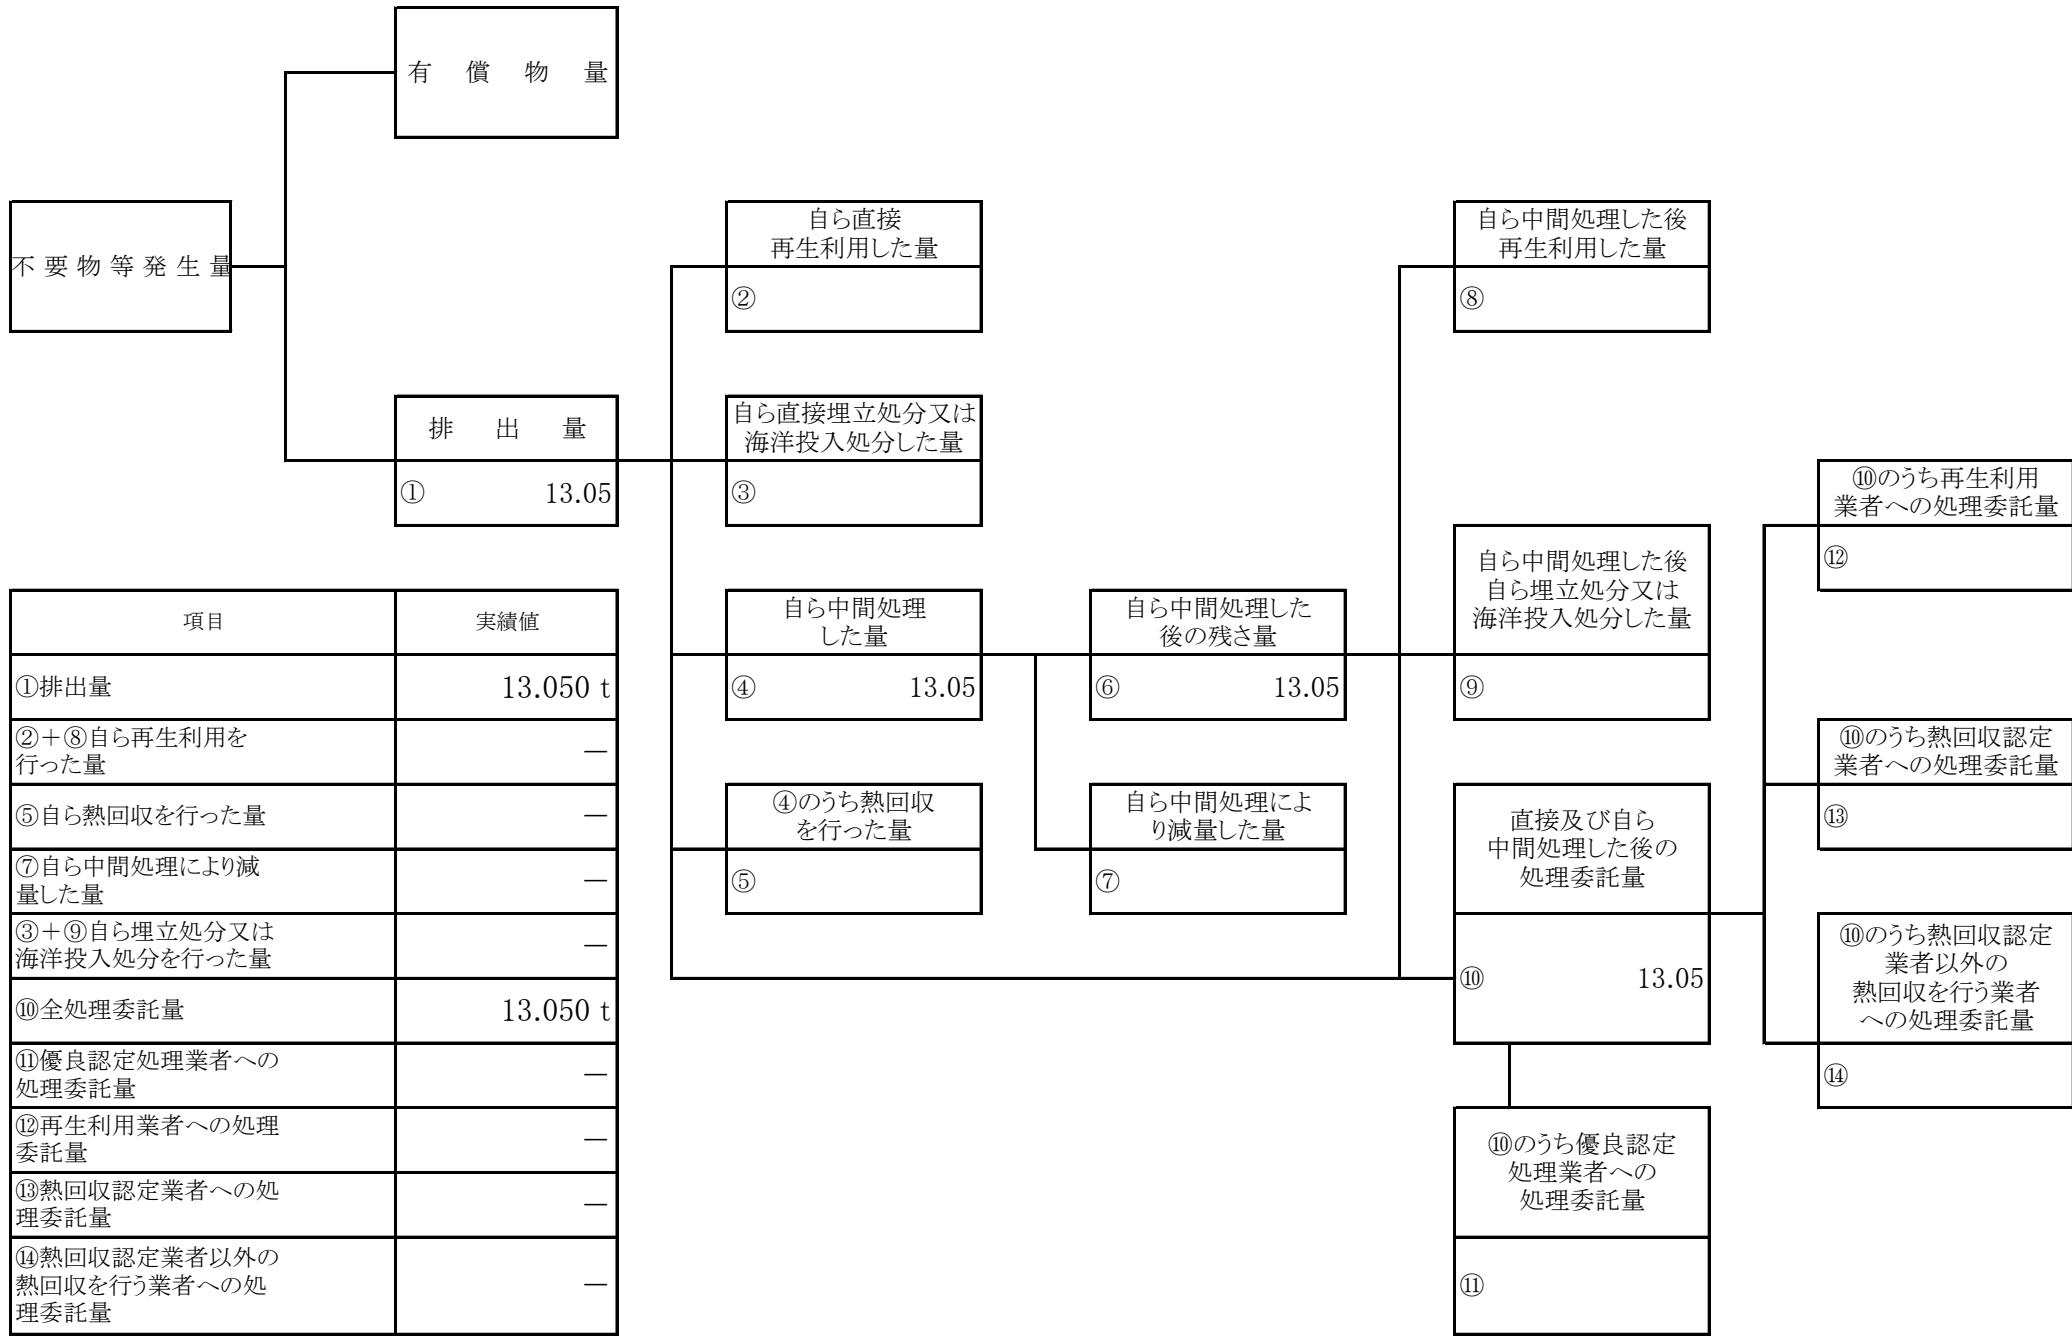 有償物量
不要物等発生量
自ら直接
再生利用した量
②
自ら中間処理した後
再生利用した量
⑧
排出量
① 13.05
自ら直接埋立処分又は
海洋投入処分した量
③
⑩のうち再生利用
業者への処理委託量
⑫
自ら中間処理
した量
④ 13.05
自ら中間処理した
後の残さ量
⑥ 13.05
自ら中間処理した後
自ら埋立処分又は
海洋投入処分した量
⑨
⑩のうち熱回収認定
業者への処理委託量
⑬
④のうち熱回収
を行った量
⑤
自ら中間処理によ
り減量した量
⑦
直接及び自ら
中間処理した後の
処理委託量
⑩ 13.05
⑩のうち熱回収認定
業者以外の
熱回収を行う業者
への処理委託量
⑭
⑩のうち優良認定
処理業者への
処理委託量
⑪
項目 実績値
①排出量 13.050 t
②＋⑧自ら再生利用を
行った量 －
⑤自ら熱回収を行った量 －
⑦自ら中間処理により減
量した量 －
③＋⑨自ら埋立処分又は
海洋投入処分を行った量 －
⑩全処理委託量 13.050 t
⑪優良認定処理業者への
処理委託量 －
⑫再生利用業者への処理
委託量 －
⑬熱回収認定業者への処
理委託量 －
⑭熱回収認定業者以外の
熱回収を行う業者への処
理委託量 －